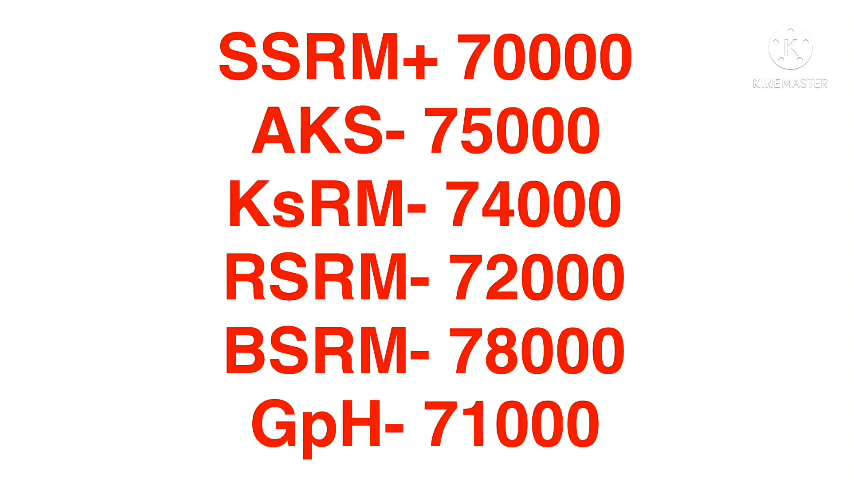 SSRM+ 70000
KINEMASTER
AKS- 75000
KsRM- 74000
RSRM- 72000
BSRM- 78000
GpH- 71000